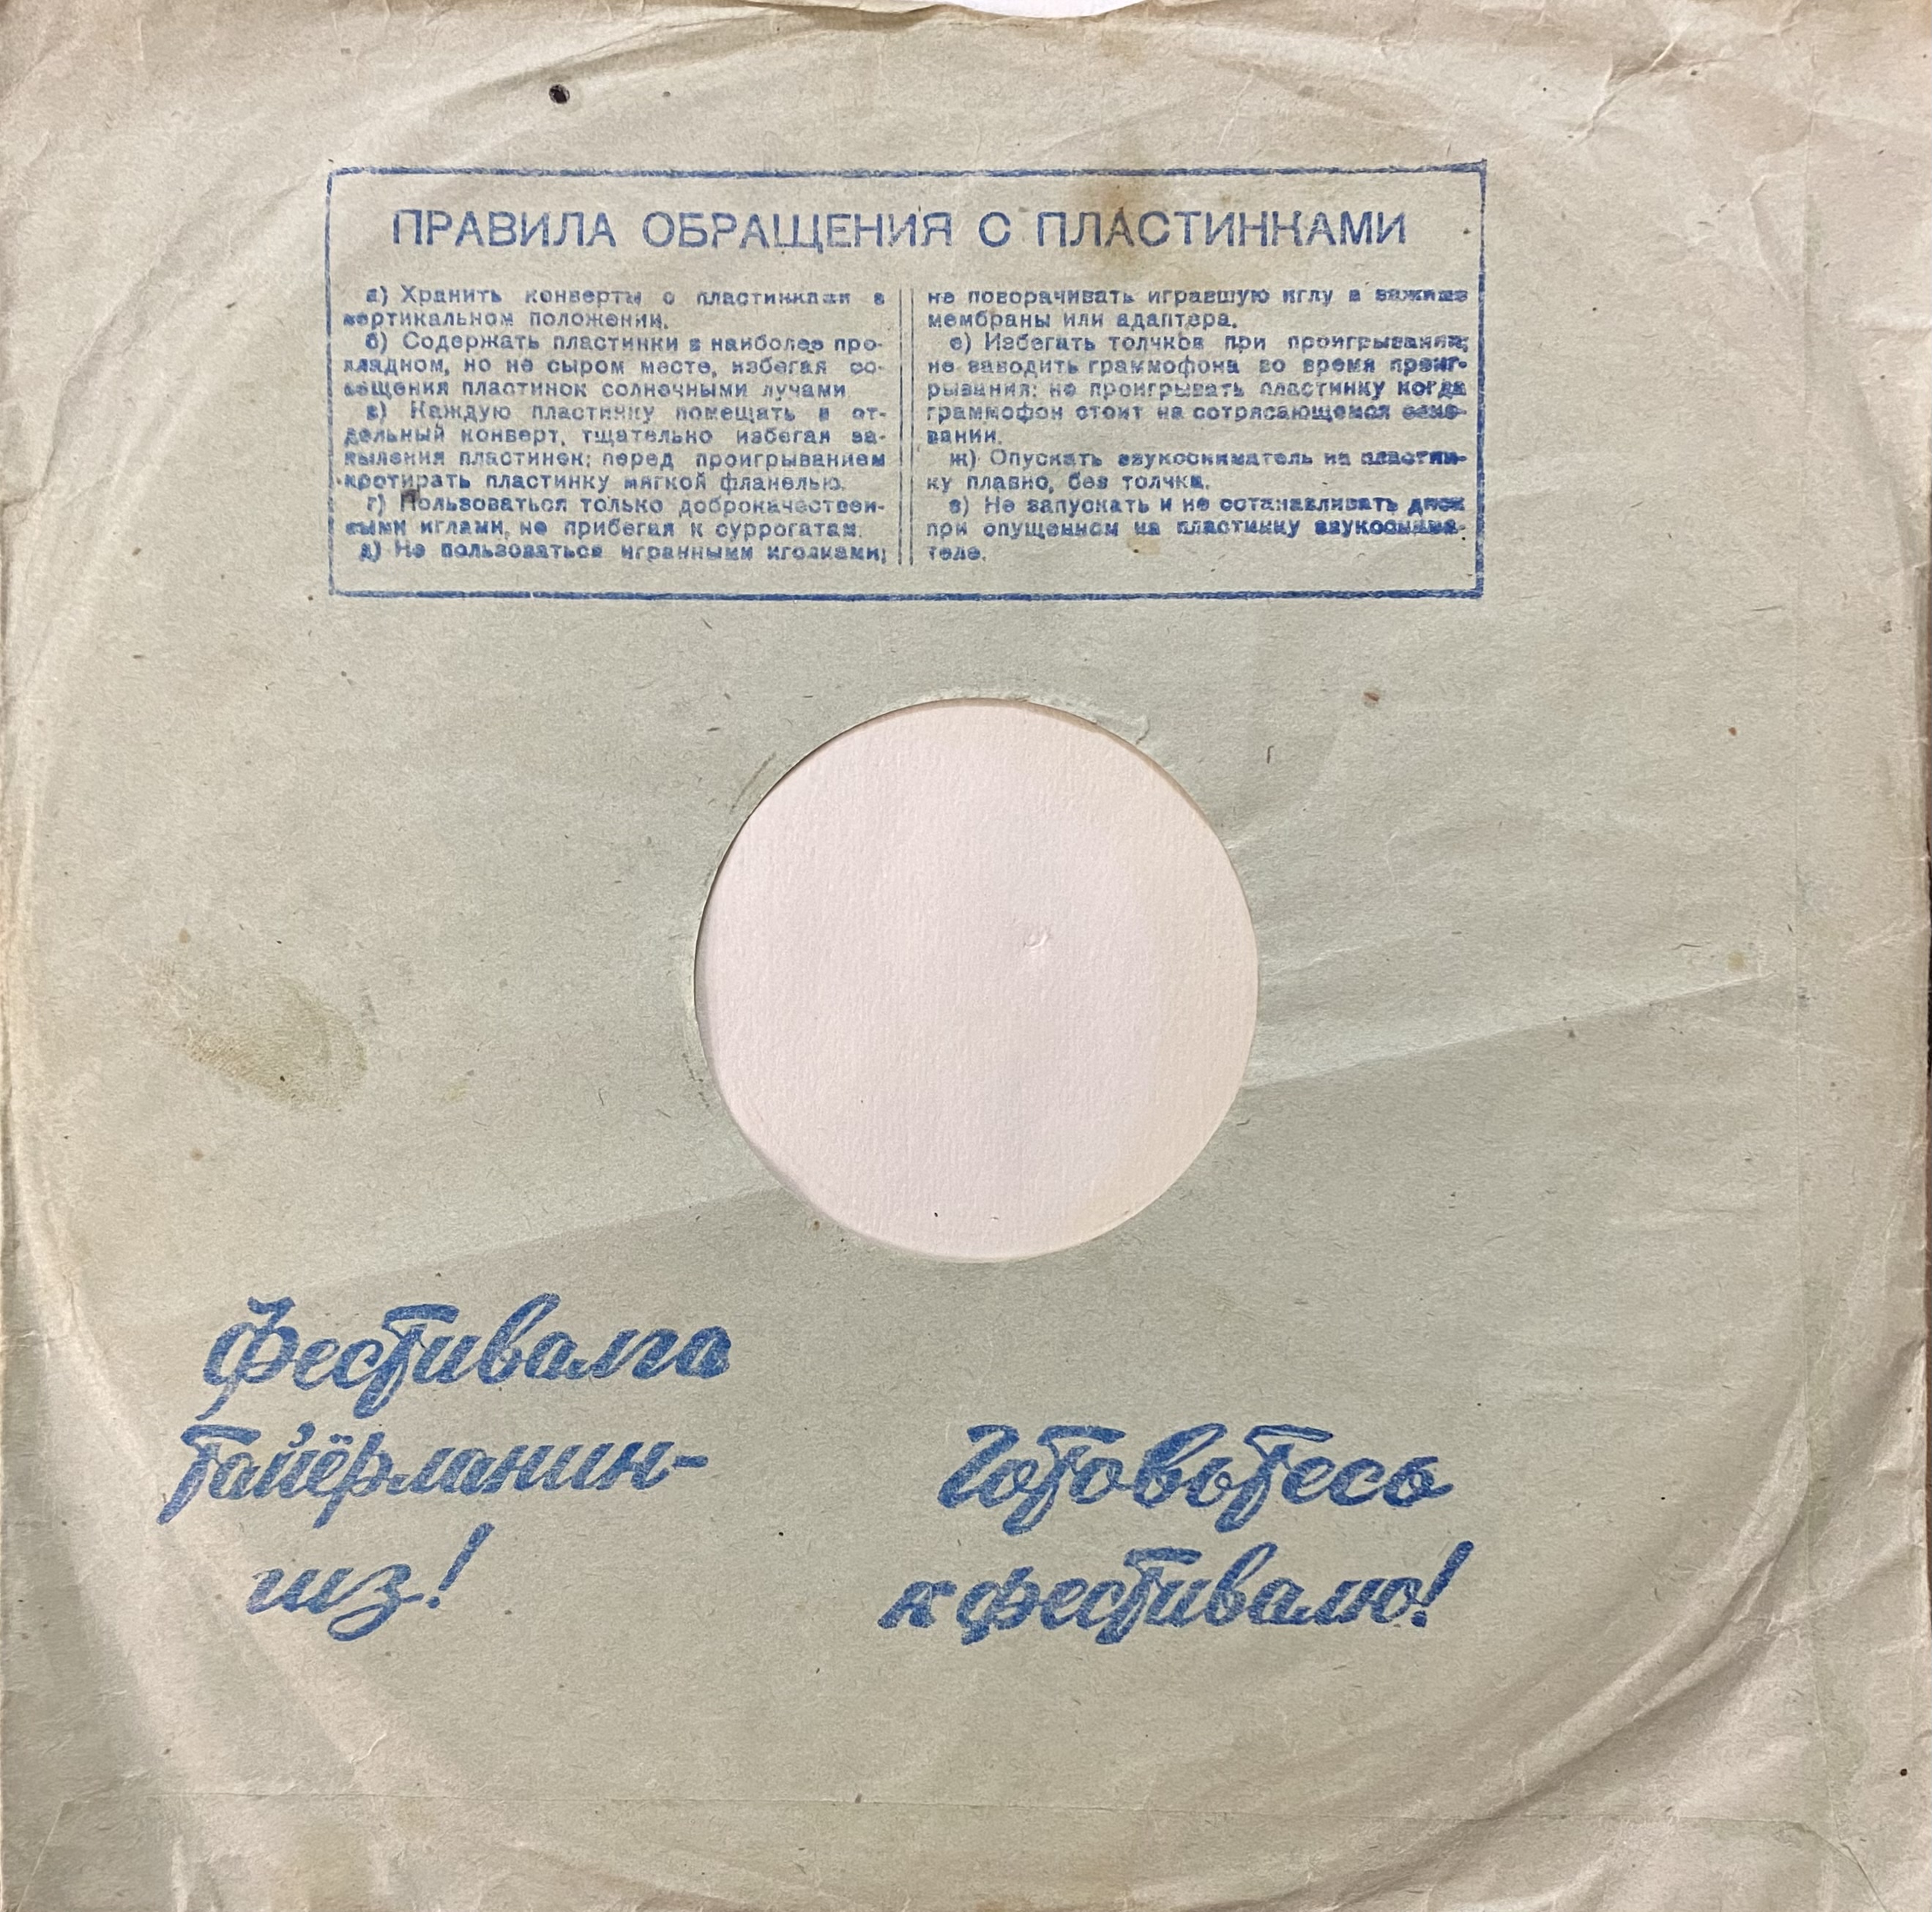 ПРАВИЛА ОБРАЩЕНИЯ С ПЛАСТИНКАМИ
а) Хранить конверты с пластинками в
вертикальном положении.
б) Содержать пластинки в наиболее про-
хладном, но не сыром месте, избегая ос-
вещения пластинок солнечными лучами.
в) Каждую пластинку помещать в от-
дельный конверт, тщательно избегая за-
пыления пластинек; перед проигрыванием
протирать пластинку мягкой фланелью.
г) Пользоваться только доброкачествен-
ными иглами, не прибегая к суррогатам.
д) Не пользоваться игранными иголками;
не поворачивать игравшую иглу в зажиме
мембраны или адаптера.
е) Избегать толчков при проигрывании;
не заводить граммофона во время проиг-
рывания; не проигрывать пластинку когда
граммофон стоит на сотрясающемся осно-
вании.
ж) Опускать звукосниматель на пластин-
ку плавно, без толчка.
з) Не запускать и не останавливать диск
при опущенном на пластинку звукоснима-
теле.
Фестивалга
тайёрланин-
гиз!
Готовьтесь
к фестивалю!